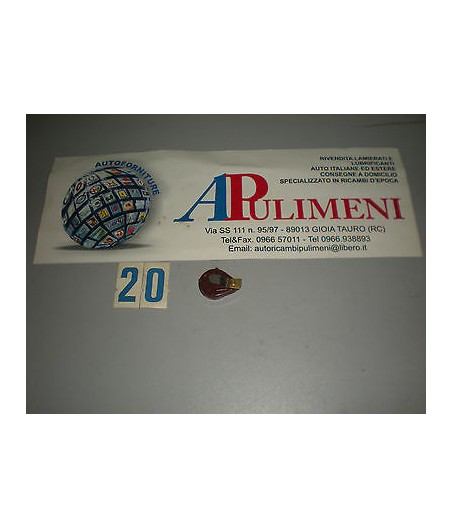 AUTOFORNITURE
RIVENDITA LAMIERATI E
LUBRIFICANTI
AUTO ITALIANE ED ESTERE
CONSEGNE A DOMICILIO
SPECIALIZZATO IN RICAMBI D'EPOCA
APULIMENI
Via SS 111 n. 95/97 - 89013 GIOIA TAURO (RC)
Tel&Fax. 0966 57011 - Tel 0966.938893
Email: autoricambipulimeni@libero.it
20